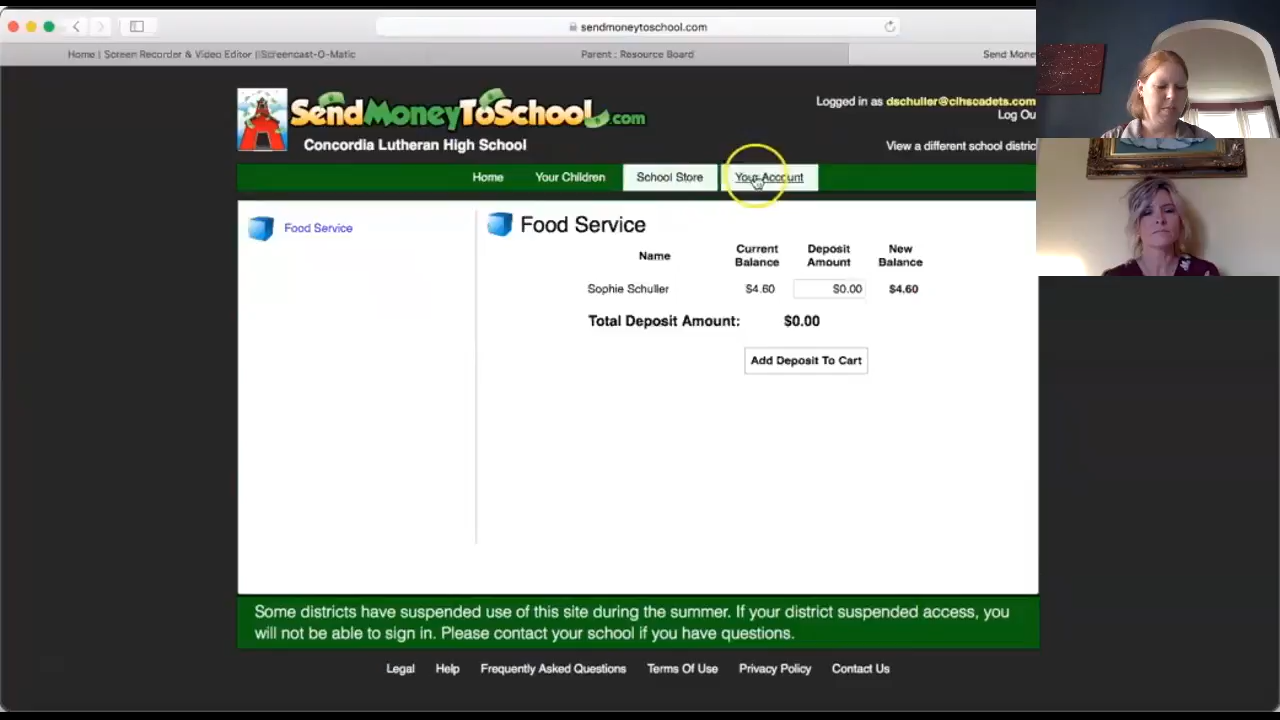 sendmoneytoschool.com
Home | Screen Recorder & Video Editor | Screencast-O-Matic
Parent : Resource Board
Send Mone
SendMoneyToSchool.com
Concordia Lutheran High School
Logged in as dschuller@clhscadets.com
Log Ou
View a different school distric
Home
Your Children
School Store
Your Account
Food Service
Food Service
Name
Current Balance
Deposit Amount
New Balance
Sophie Schuller
$4.60
$0.00
$4.60
Total Deposit Amount:
$0.00
Add Deposit To Cart
Some districts have suspended use of this site during the summer. If your district suspended access, you
will not be able to sign in. Please contact your school if you have questions.
Legal
Help
Frequently Asked Questions
Terms Of Use
Privacy Policy
Contact Us